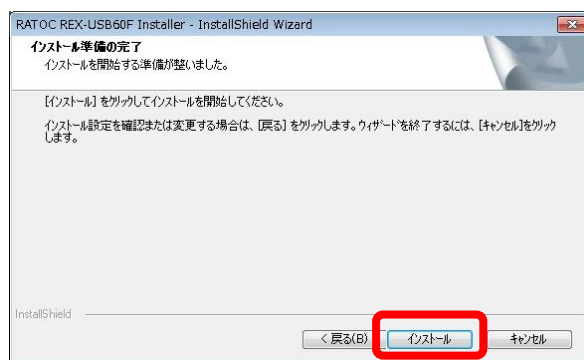 RATOC REX-USB60F Installer - InstallShield Wizard
インストール準備の完了
インストールを開始する準備が整いました。
[インストール] をクリックしてインストールを開始してください。
インストール設定を確認または変更する場合は、[戻る] をクリックします。ウィザードを終了するには、[キャンセル]をクリック
します。
InstallShield
< 戻る(B)
インストール
キャンセル